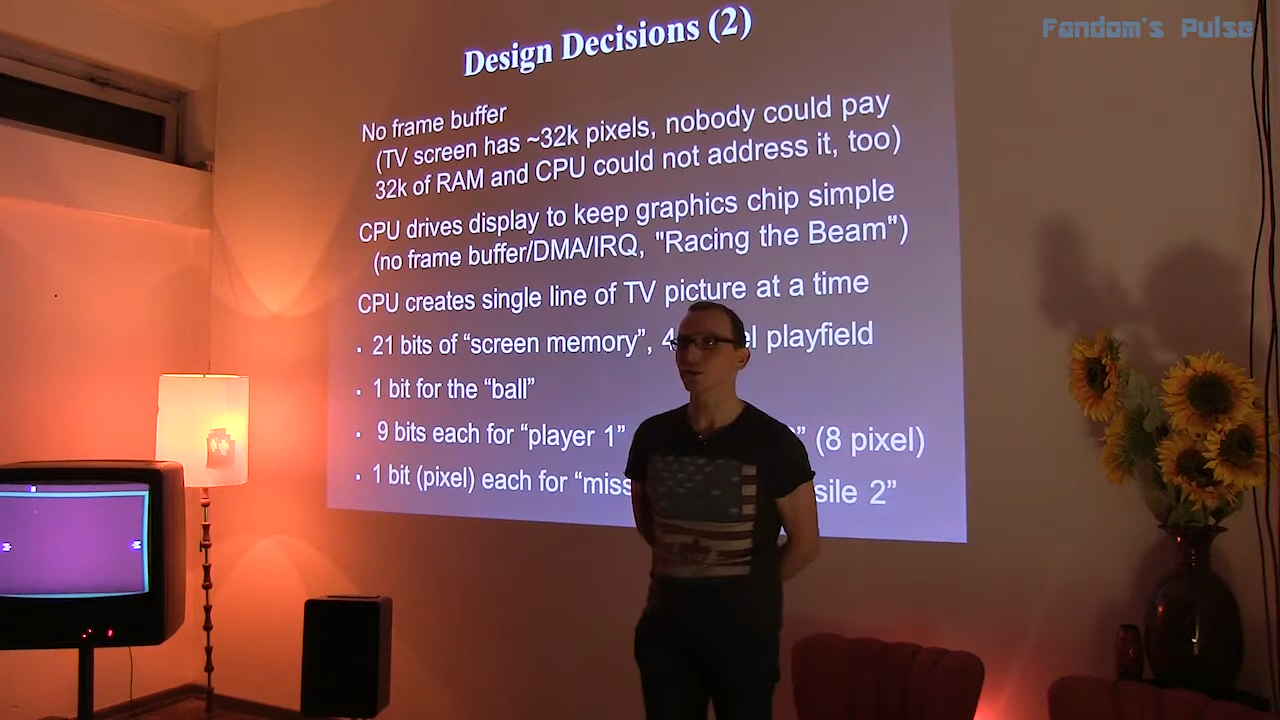 Fandom's Pulse
Design Decisions (2)
No frame buffer
(TV screen has ~32k pixels, nobody could pay
32k of RAM and CPU could not address it, too)
CPU drives display to keep graphics chip simple
(no frame buffer/DMA/IRQ, "Racing the Beam")
CPU creates single line of TV picture at a time
• 21 bits of “screen memory”, playfield
• 1 bit for the “ball”
• 9 bits each for “player 1” ” (8 pixel)
• 1 bit (pixel) each for 2”